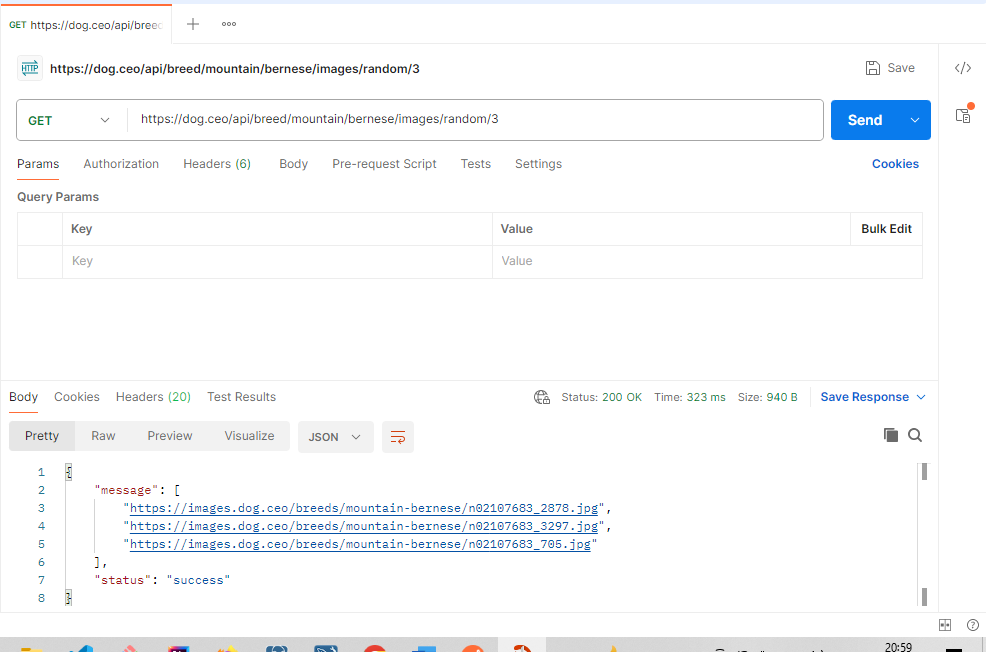 GET https://dog.ceo/api/breed
HTTP https://dog.ceo/api/breed/mountain/bernese/images/random/3 Save
GET https://dog.ceo/api/breed/mountain/bernese/images/random/3 Send
Params Authorization Headers (6) Body Pre-request Script Tests Settings Cookies
Query Params
Key Value Bulk Edit
Key Value
Body Cookies Headers (20) Test Results Status: 200 OK Time: 323 ms Size: 940 B Save Response
Pretty Raw Preview Visualize JSON
1 {
2 "message": [
3 "https://images.dog.ceo/breeds/mountain-bernese/n02107683_2878.jpg",
4 "https://images.dog.ceo/breeds/mountain-bernese/n02107683_3297.jpg",
5 "https://images.dog.ceo/breeds/mountain-bernese/n02107683_705.jpg"
6 ],
7 "status": "success"
8 }
20:59